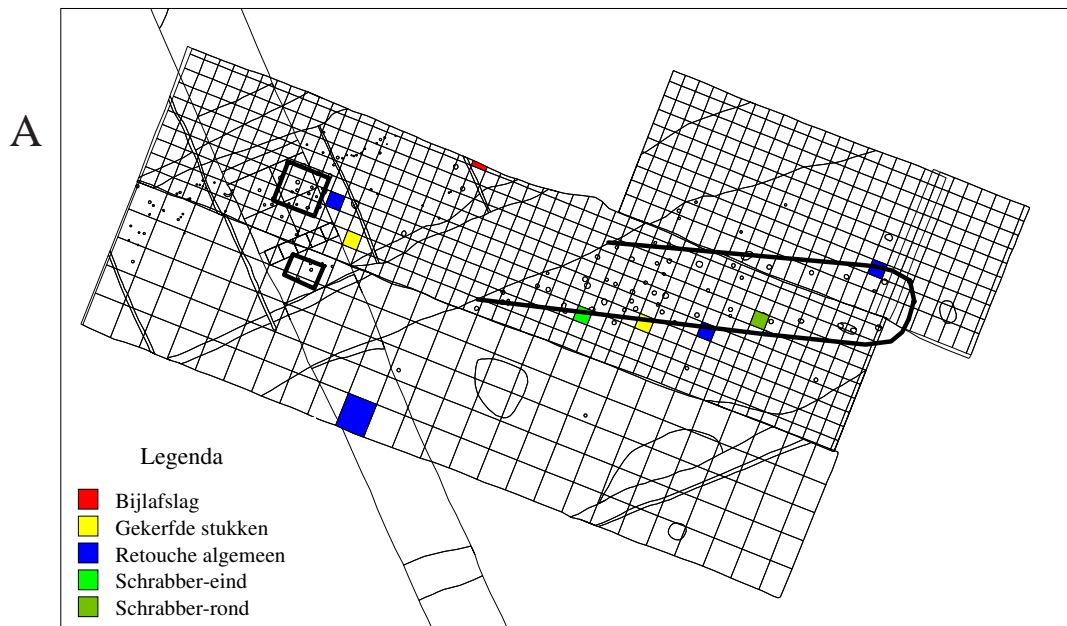 A
Legenda
Bijlafslag
Gekerfde stukken
Retouche algemeen
Schrabber-eind
Schrabber-rond